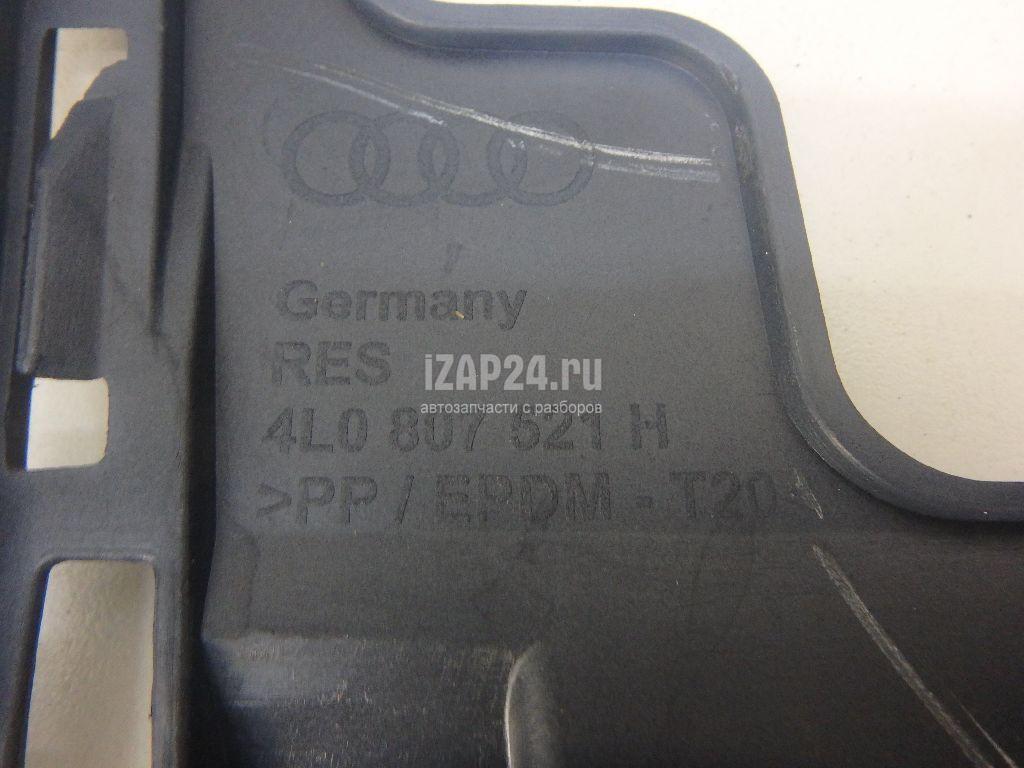 Germany
RES
iZAP24.ru
автозапчасти с разборов
4L0 807 521 H
>PP / EPDM - T20